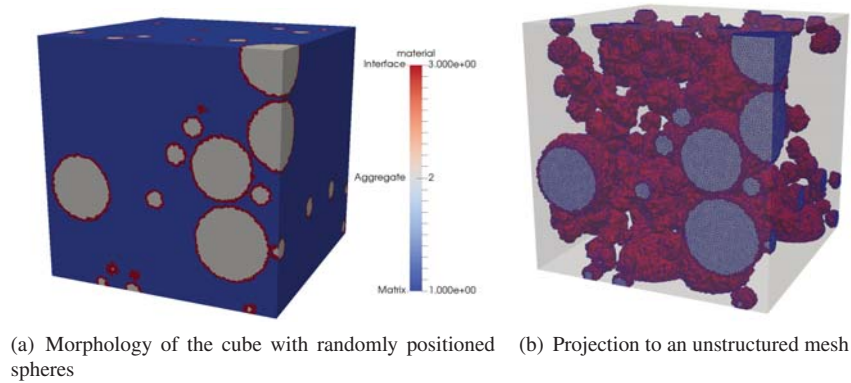 material
Interface 3.000e+00
Aggregate 2
Matrix 1.000e+00
(a) Morphology of the cube with randomly positioned
spheres
(b) Projection to an unstructured mesh